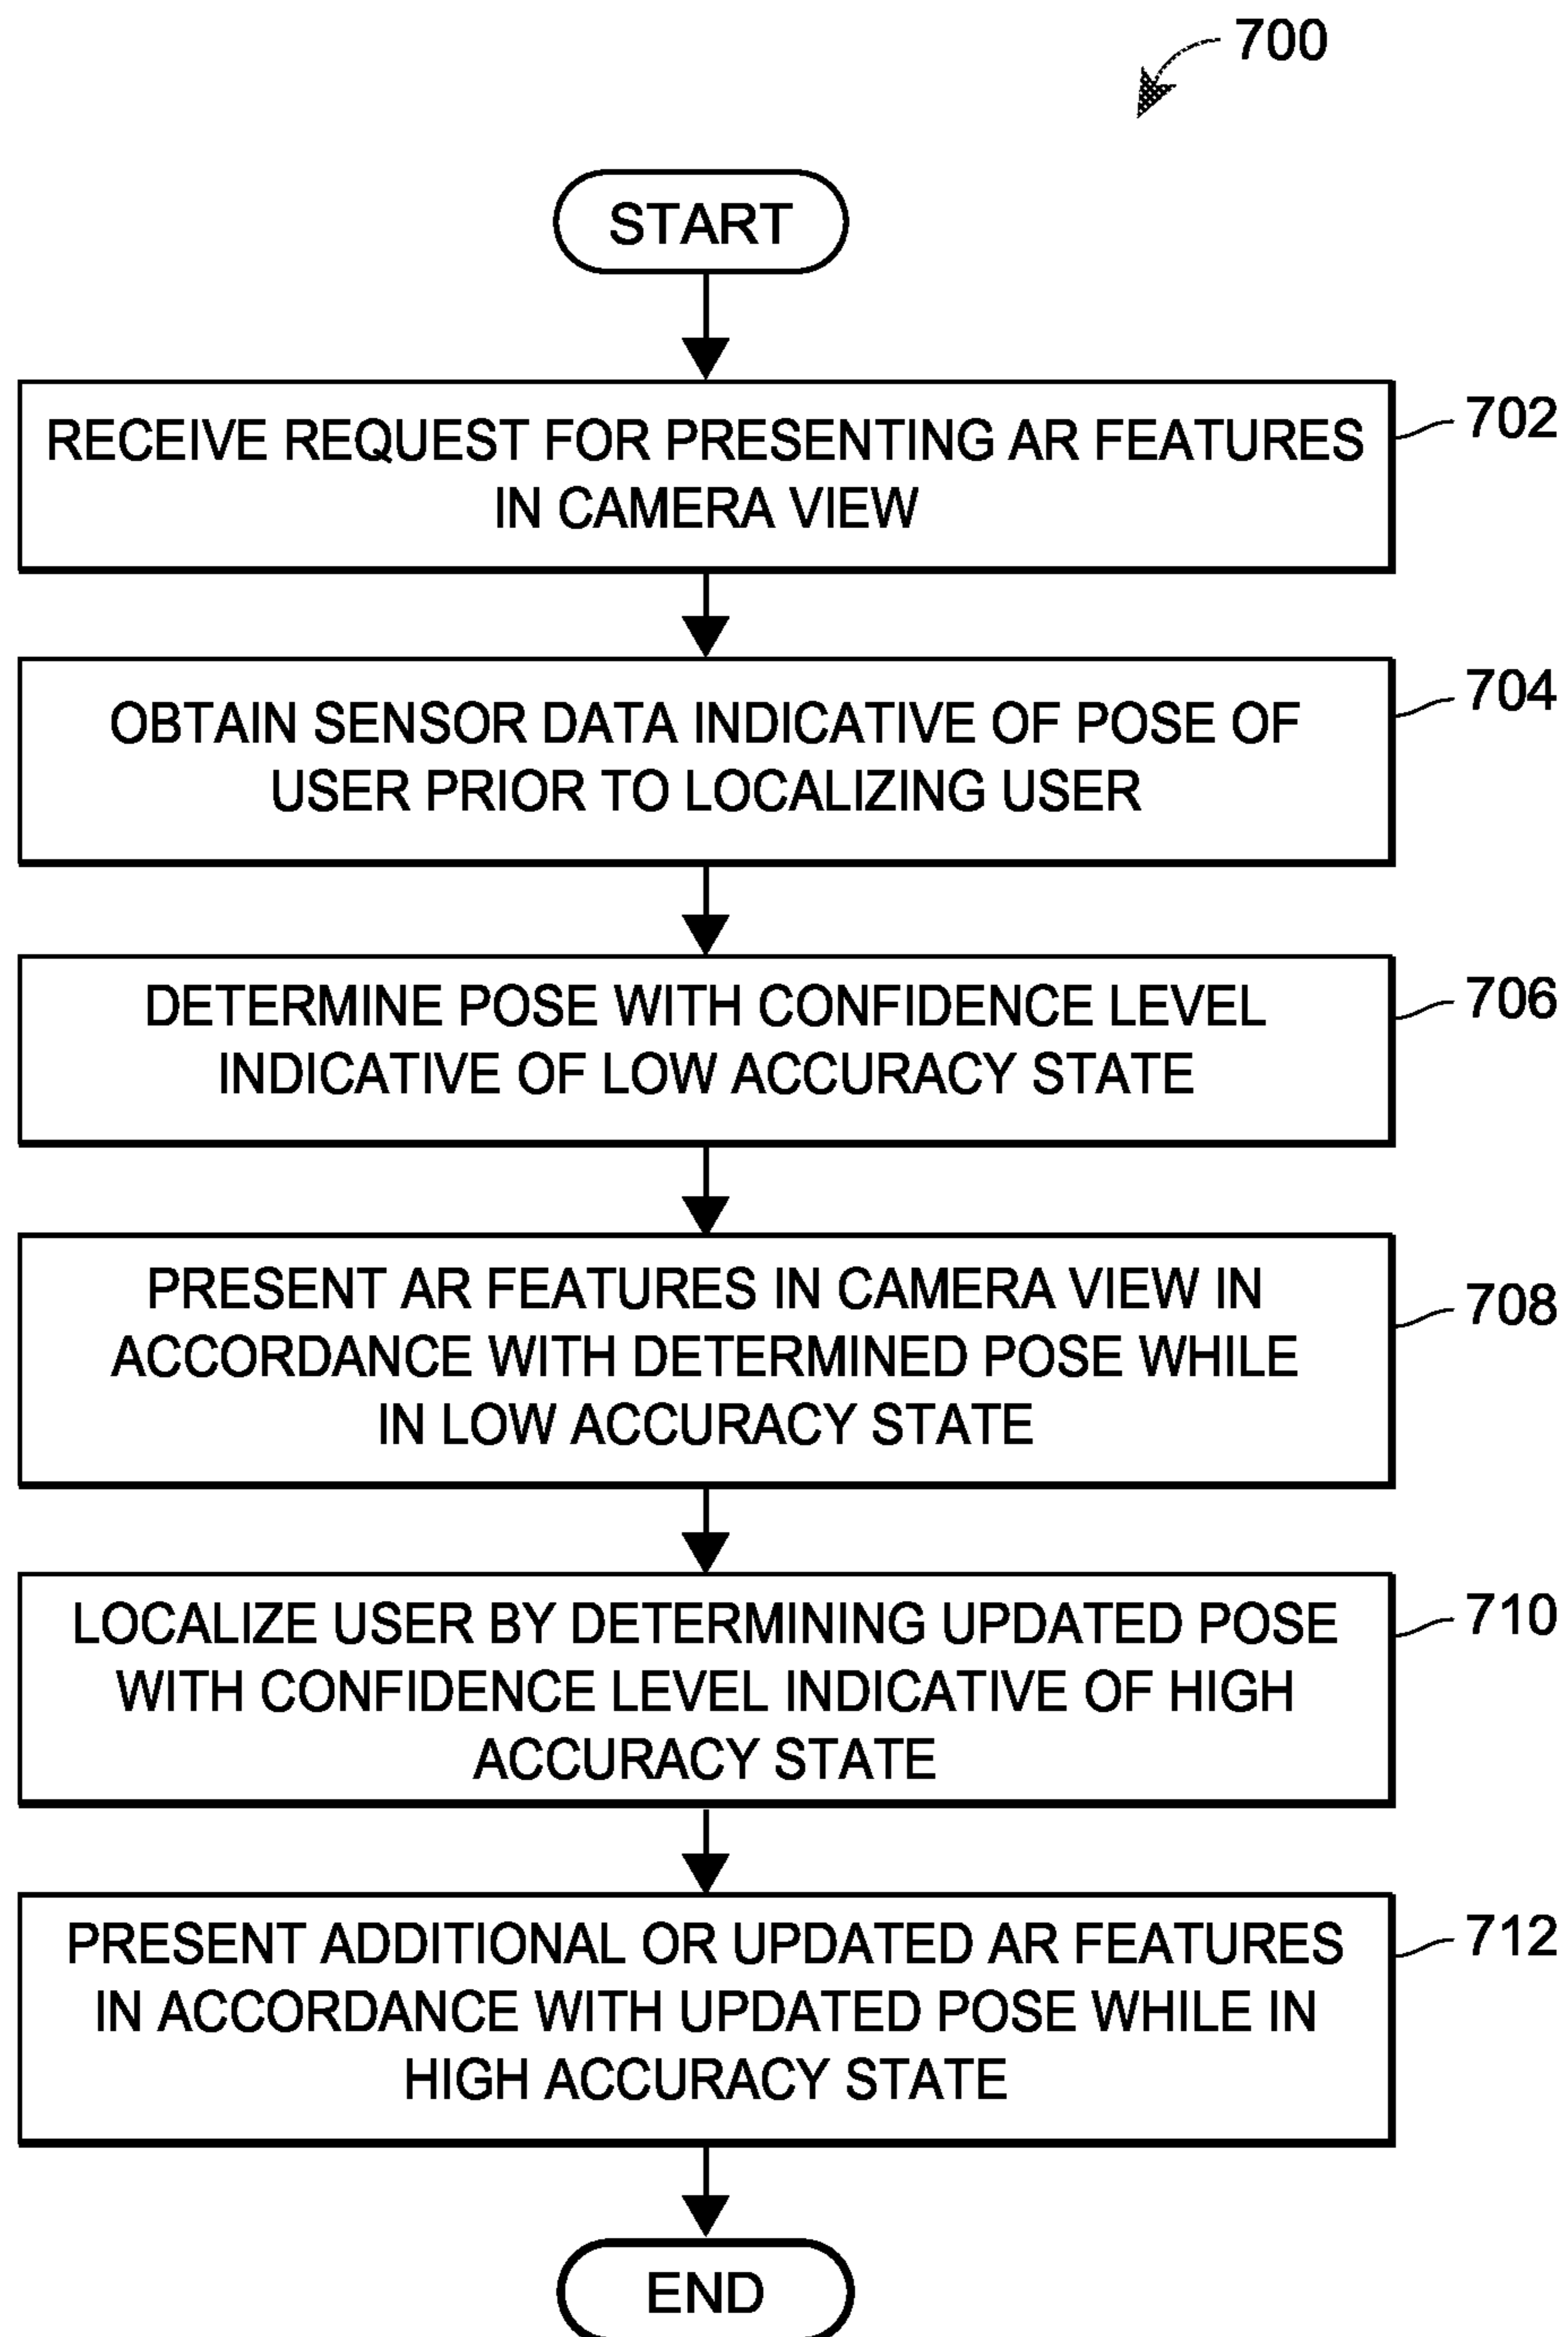 700
START
RECEIVE REQUEST FOR PRESENTING AR FEATURES
IN CAMERA VIEW
702
OBTAIN SENSOR DATA INDICATIVE OF POSE OF
USER PRIOR TO LOCALIZING USER
704
DETERMINE POSE WITH CONFIDENCE LEVEL
INDICATIVE OF LOW ACCURACY STATE
706
PRESENT AR FEATURES IN CAMERA VIEW IN
ACCORDANCE WITH DETERMINED POSE WHILE
IN LOW ACCURACY STATE
708
LOCALIZE USER BY DETERMINING UPDATED POSE
WITH CONFIDENCE LEVEL INDICATIVE OF HIGH
ACCURACY STATE
710
PRESENT ADDITIONAL OR UPDATED AR FEATURES
IN ACCORDANCE WITH UPDATED POSE WHILE IN
HIGH ACCURACY STATE
712
END